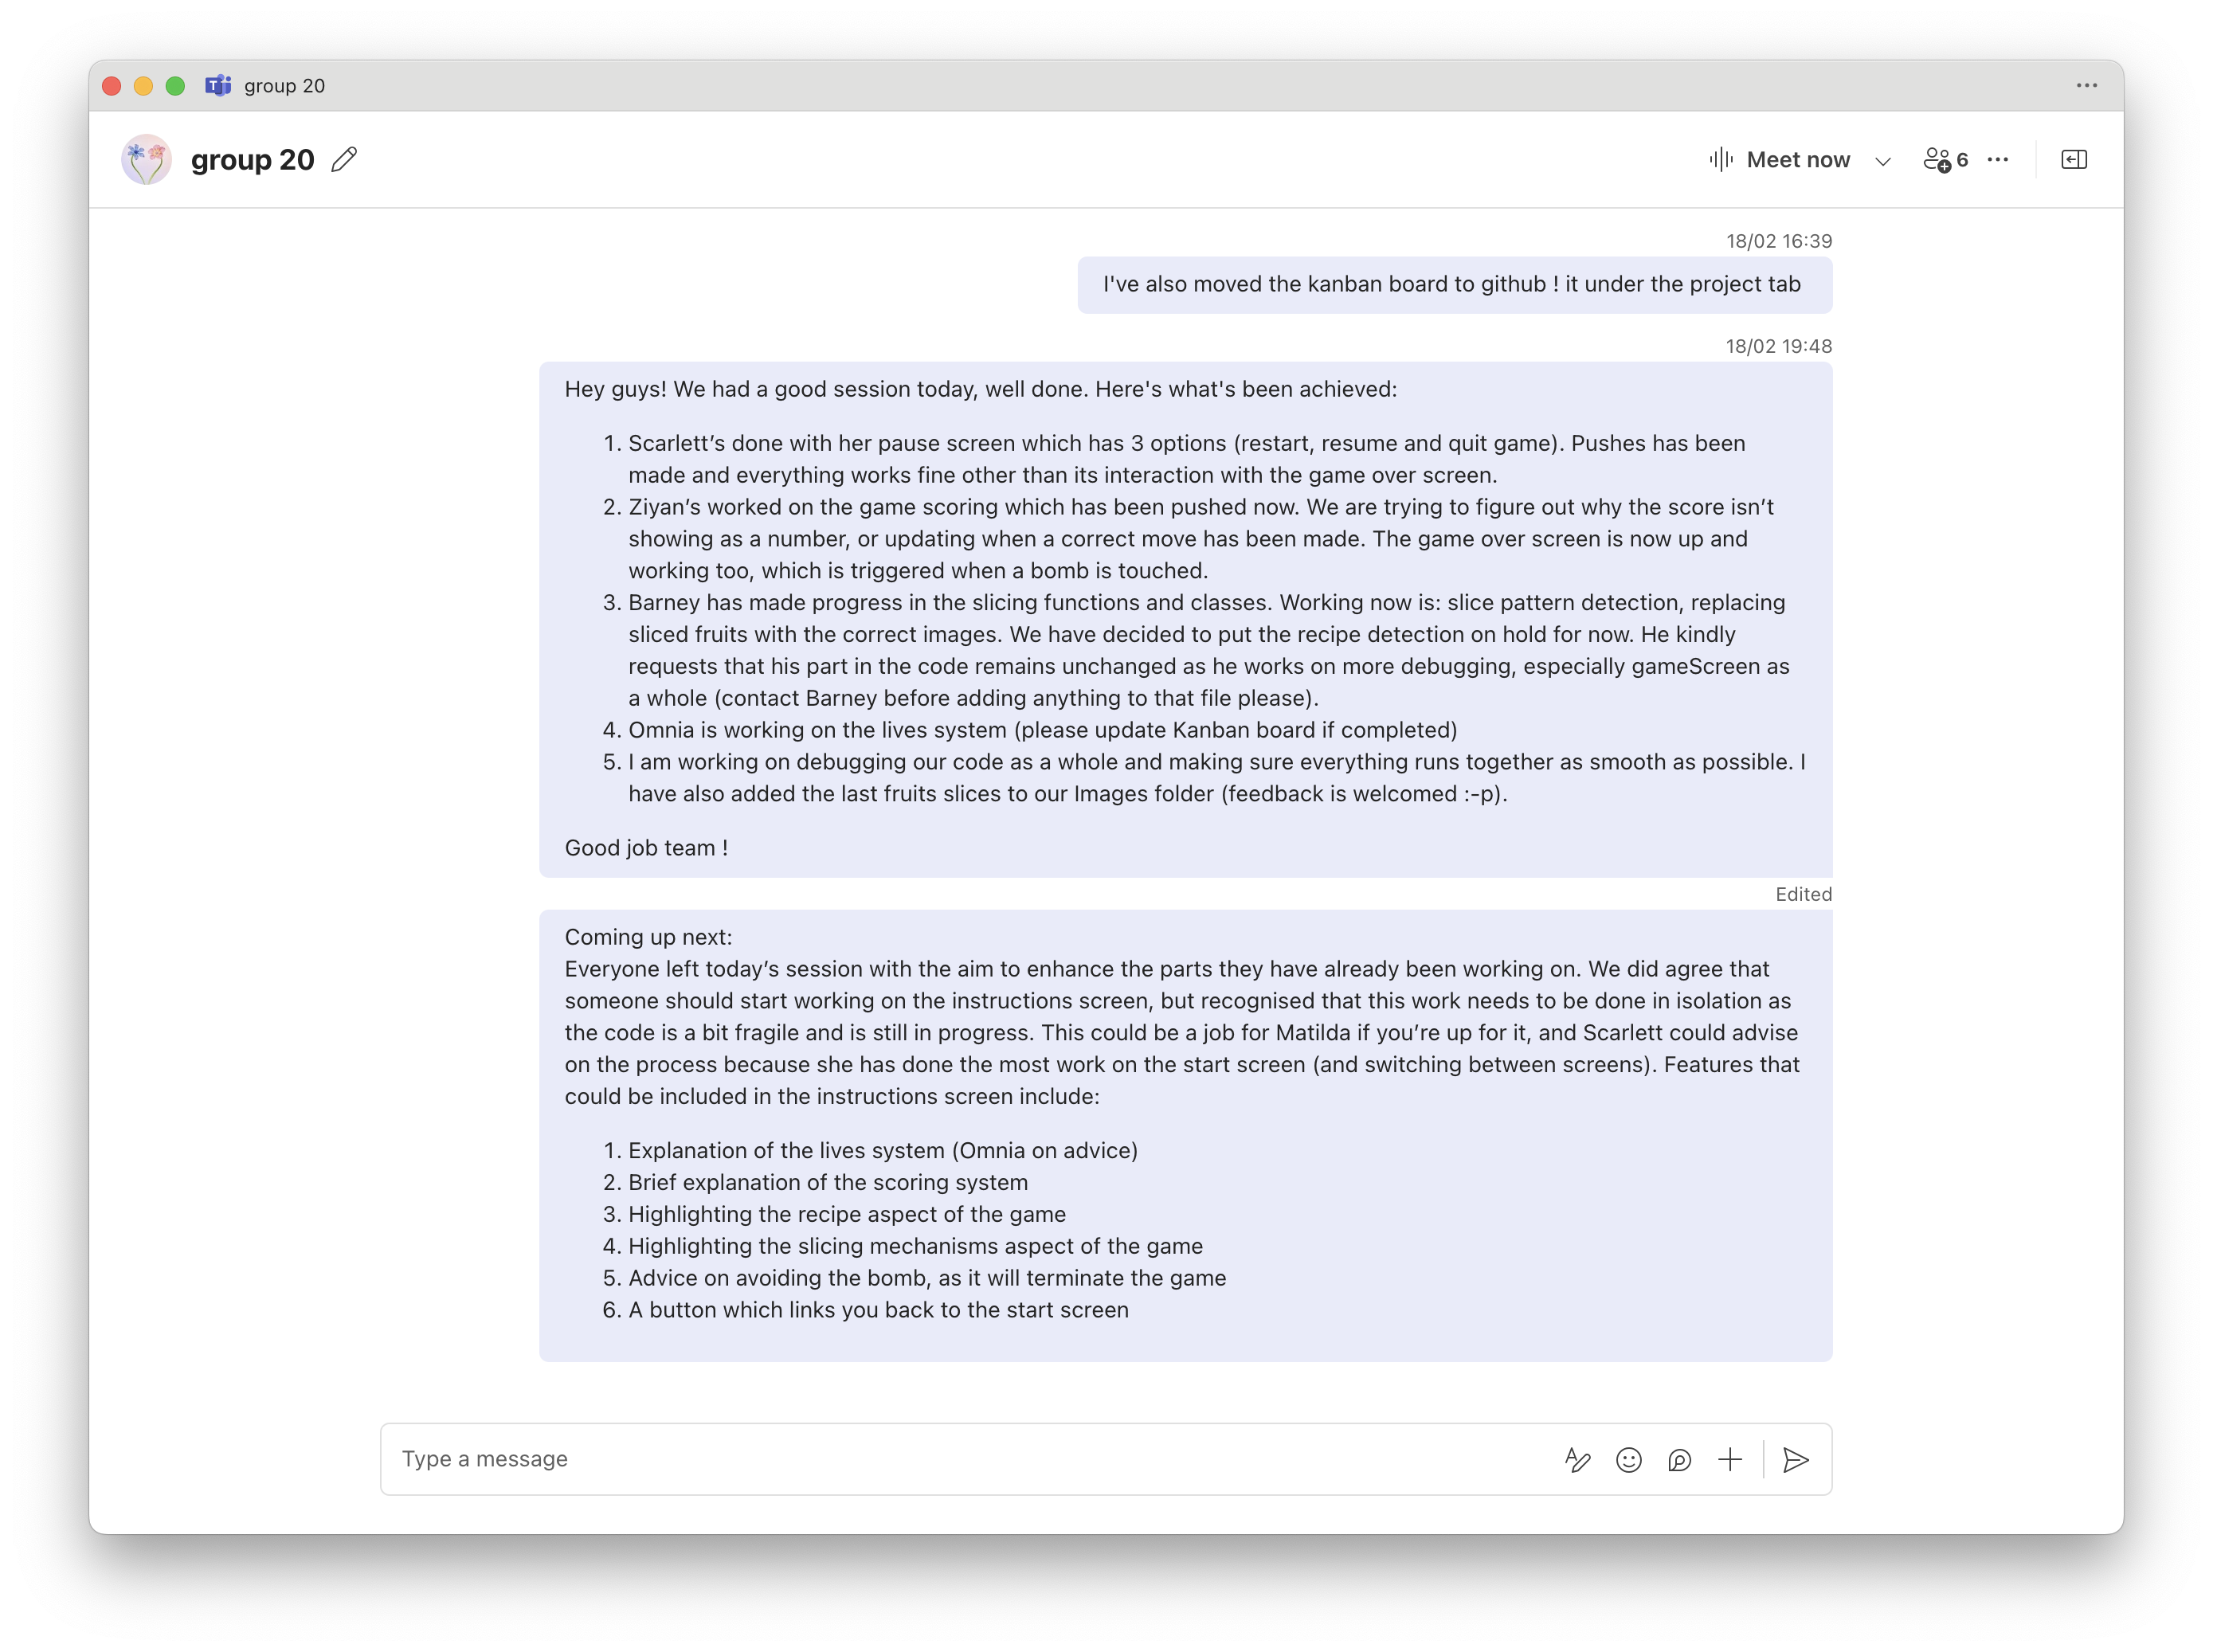 group 20
group 20
Meet now
6
18/02 16:39
I've also moved the kanban board to github ! it under the project tab
18/02 19:48
Hey guys! We had a good session today, well done. Here's what's been achieved:
1. Scarlett’s done with her pause screen which has 3 options (restart, resume and quit game). Pushes has been
made and everything works fine other than its interaction with the game over screen.
2. Ziyan’s worked on the game scoring which has been pushed now. We are trying to figure out why the score isn’t
showing as a number, or updating when a correct move has been made. The game over screen is now up and
working too, which is triggered when a bomb is touched.
3. Barney has made progress in the slicing functions and classes. Working now is: slice pattern detection, replacing
sliced fruits with the correct images. We have decided to put the recipe detection on hold for now. He kindly
requests that his part in the code remains unchanged as he works on more debugging, especially gameScreen as
a whole (contact Barney before adding anything to that file please).
4. Omnia is working on the lives system (please update Kanban board if completed)
5. I am working on debugging our code as a whole and making sure everything runs together as smooth as possible. I
have also added the last fruits slices to our Images folder (feedback is welcomed :-p).
Good job team !
Edited
Coming up next:
Everyone left today’s session with the aim to enhance the parts they have already been working on. We did agree that
someone should start working on the instructions screen, but recognised that this work needs to be done in isolation as
the code is a bit fragile and is still in progress. This could be a job for Matilda if you’re up for it, and Scarlett could advise
on the process because she has done the most work on the start screen (and switching between screens). Features that
could be included in the instructions screen include:
1. Explanation of the lives system (Omnia on advice)
2. Brief explanation of the scoring system
3. Highlighting the recipe aspect of the game
4. Highlighting the slicing mechanisms aspect of the game
5. Advice on avoiding the bomb, as it will terminate the game
6. A button which links you back to the start screen
Type a message